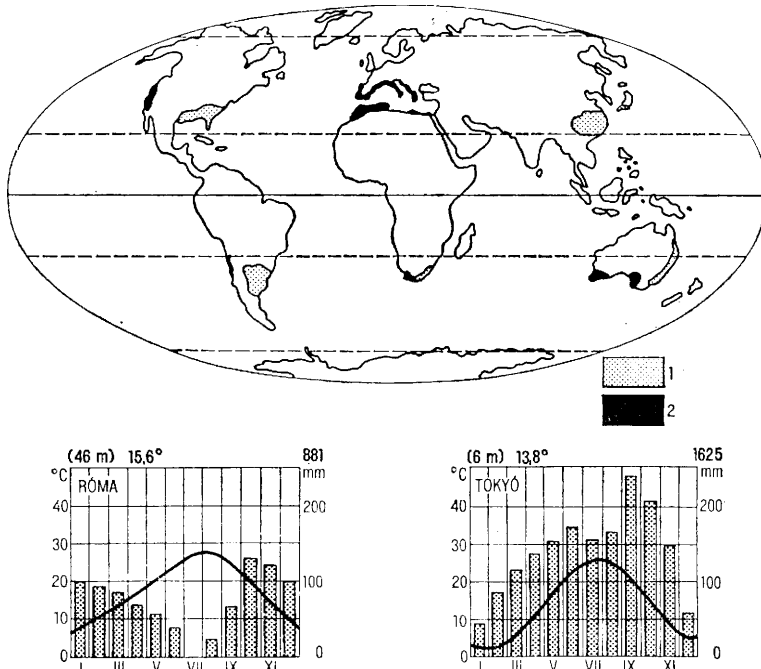 1
2
(46 m) 15,6° 881
°C RÓMA mm
40 200
30
20 100
10
0 0
I III V VII IX XI
(6 m) 13,8° 1625
°C TOKYÓ mm
40 200
30
20 100
10
0 0
I III V VII IX XI